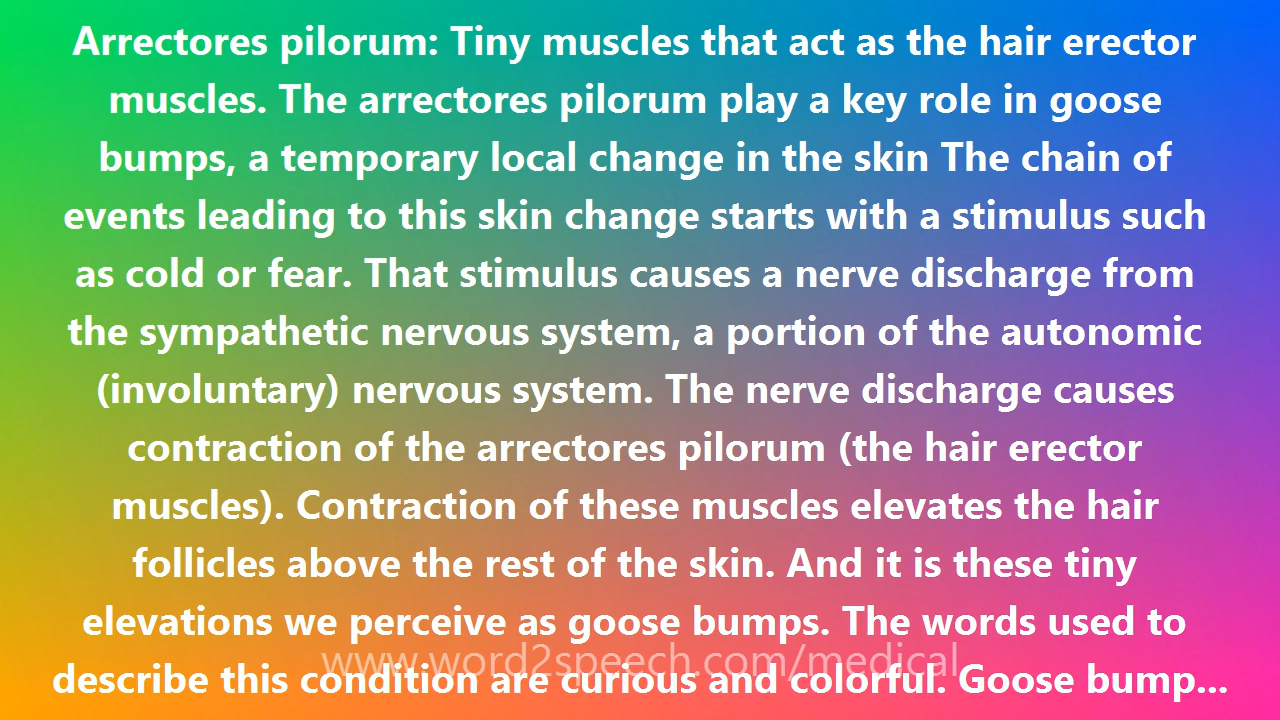 Arrectores pilorum: Tiny muscles that act as the hair erector
muscles. The arrectores pilorum play a key role in goose
bumps, a temporary local change in the skin The chain of
events leading to this skin change starts with a stimulus such
as cold or fear. That stimulus causes a nerve discharge from
the sympathetic nervous system, a portion of the autonomic
(involuntary) nervous system. The nerve discharge causes
contraction of the arrectores pilorum (the hair erector
muscles). Contraction of these muscles elevates the hair
follicles above the rest of the skin. And it is these tiny
elevations we perceive as goose bumps. The words used to
www.word2speech.com/medical
describe this condition are curious and colorful. Goose bump...